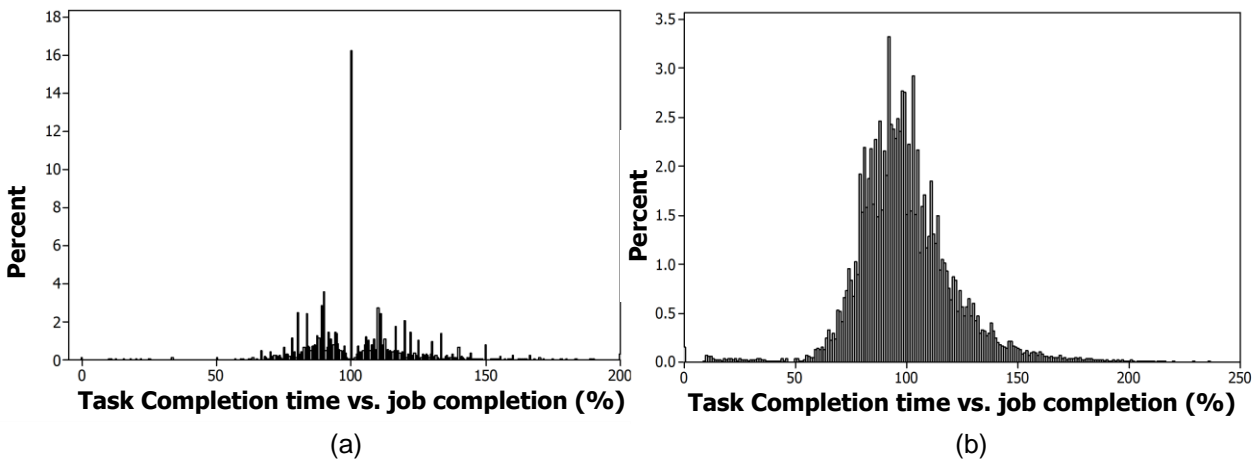 18
16
14
12
10
8
6
4
2
0
Percent
0 50 100 150 200
Task Completion time vs. job completion (%)
(a)
3.5
3.0
2.5
2.0
1.5
1.0
0.5
0.0
Percent
0 50 100 150 200 250
Task Completion time vs. job completion (%)
(b)